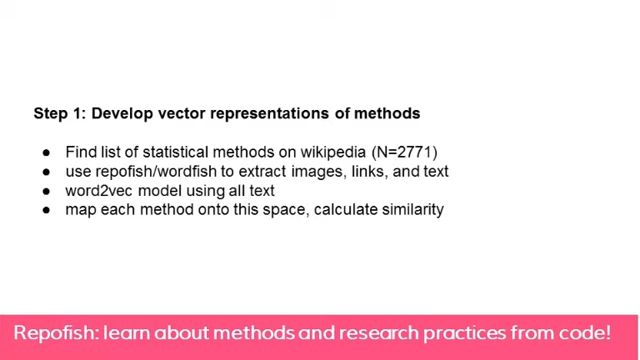 Step 1: Develop vector representations of methods
● Find list of statistical methods on wikipedia (N=2771)
● use repofish/wordfish to extract images, links, and text
● word2vec model using all text
● map each method onto this space, calculate similarity
Repofish: learn about methods and research practices from code!